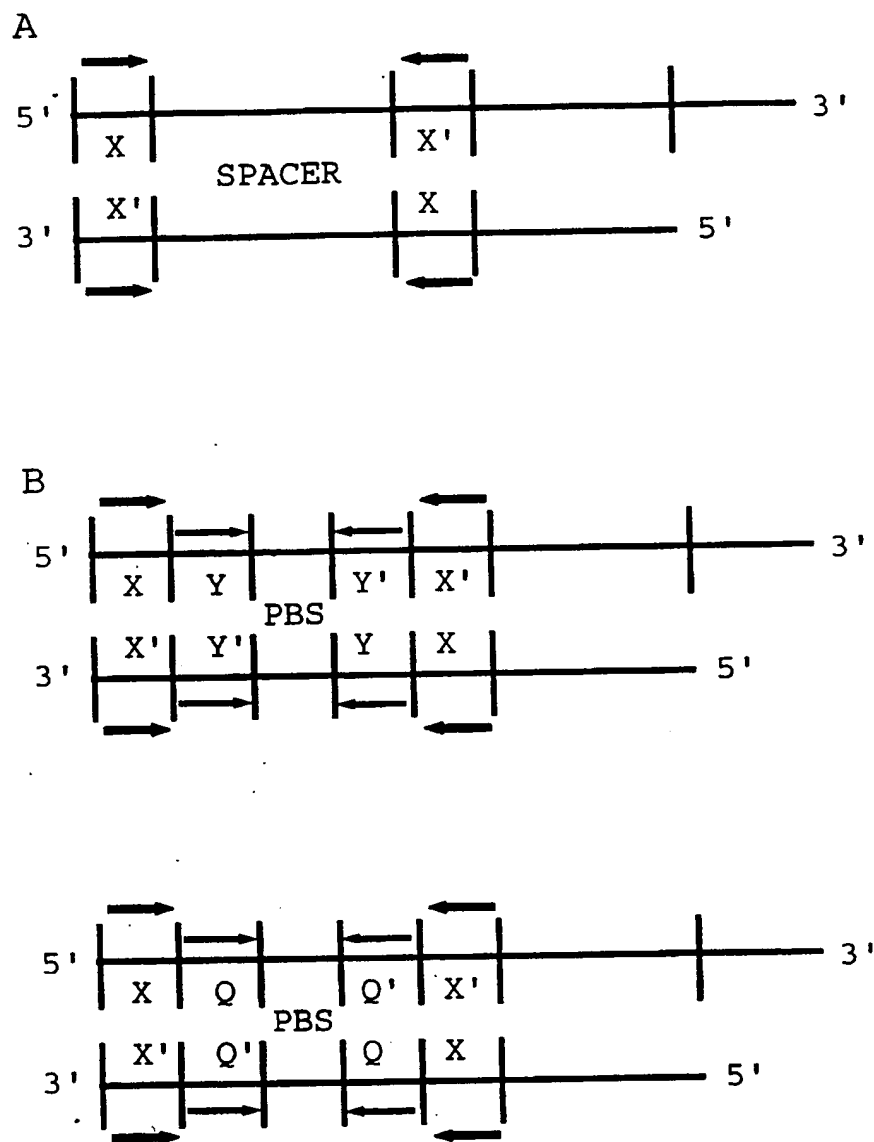 A
5' 3'
X X'
SPACER
X' X
3' 5'
B
5' 3'
X Y Y' X'
PBS
X' Y' Y X
3' 5'
5' 3'
X Q Q' X'
PBS
X' Q' Q X
3' 5'